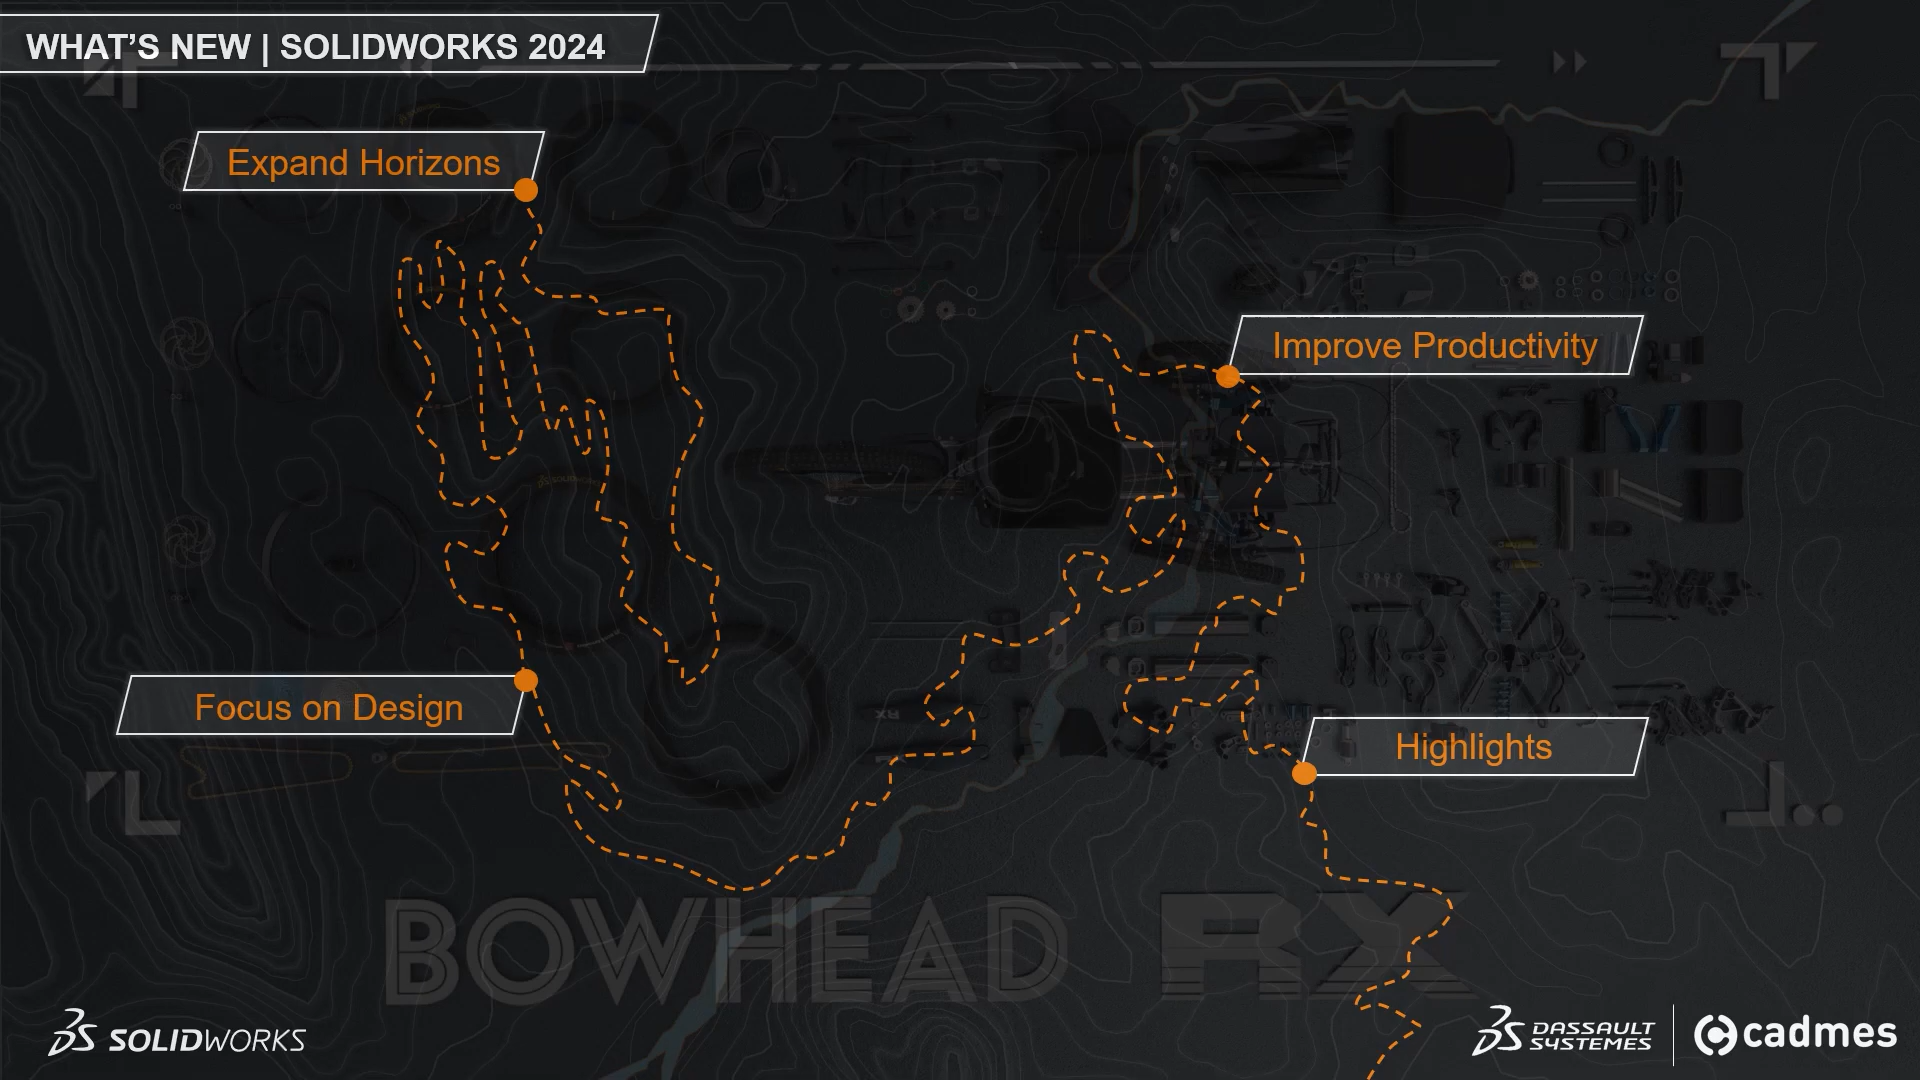 WHAT’S NEW | SOLIDWORKS 2024
Expand Horizons
Improve Productivity
Focus on Design
Highlights
BOWHEAD RX
SOLIDWORKS
DASSAULT
SYSTEMES
cadmes